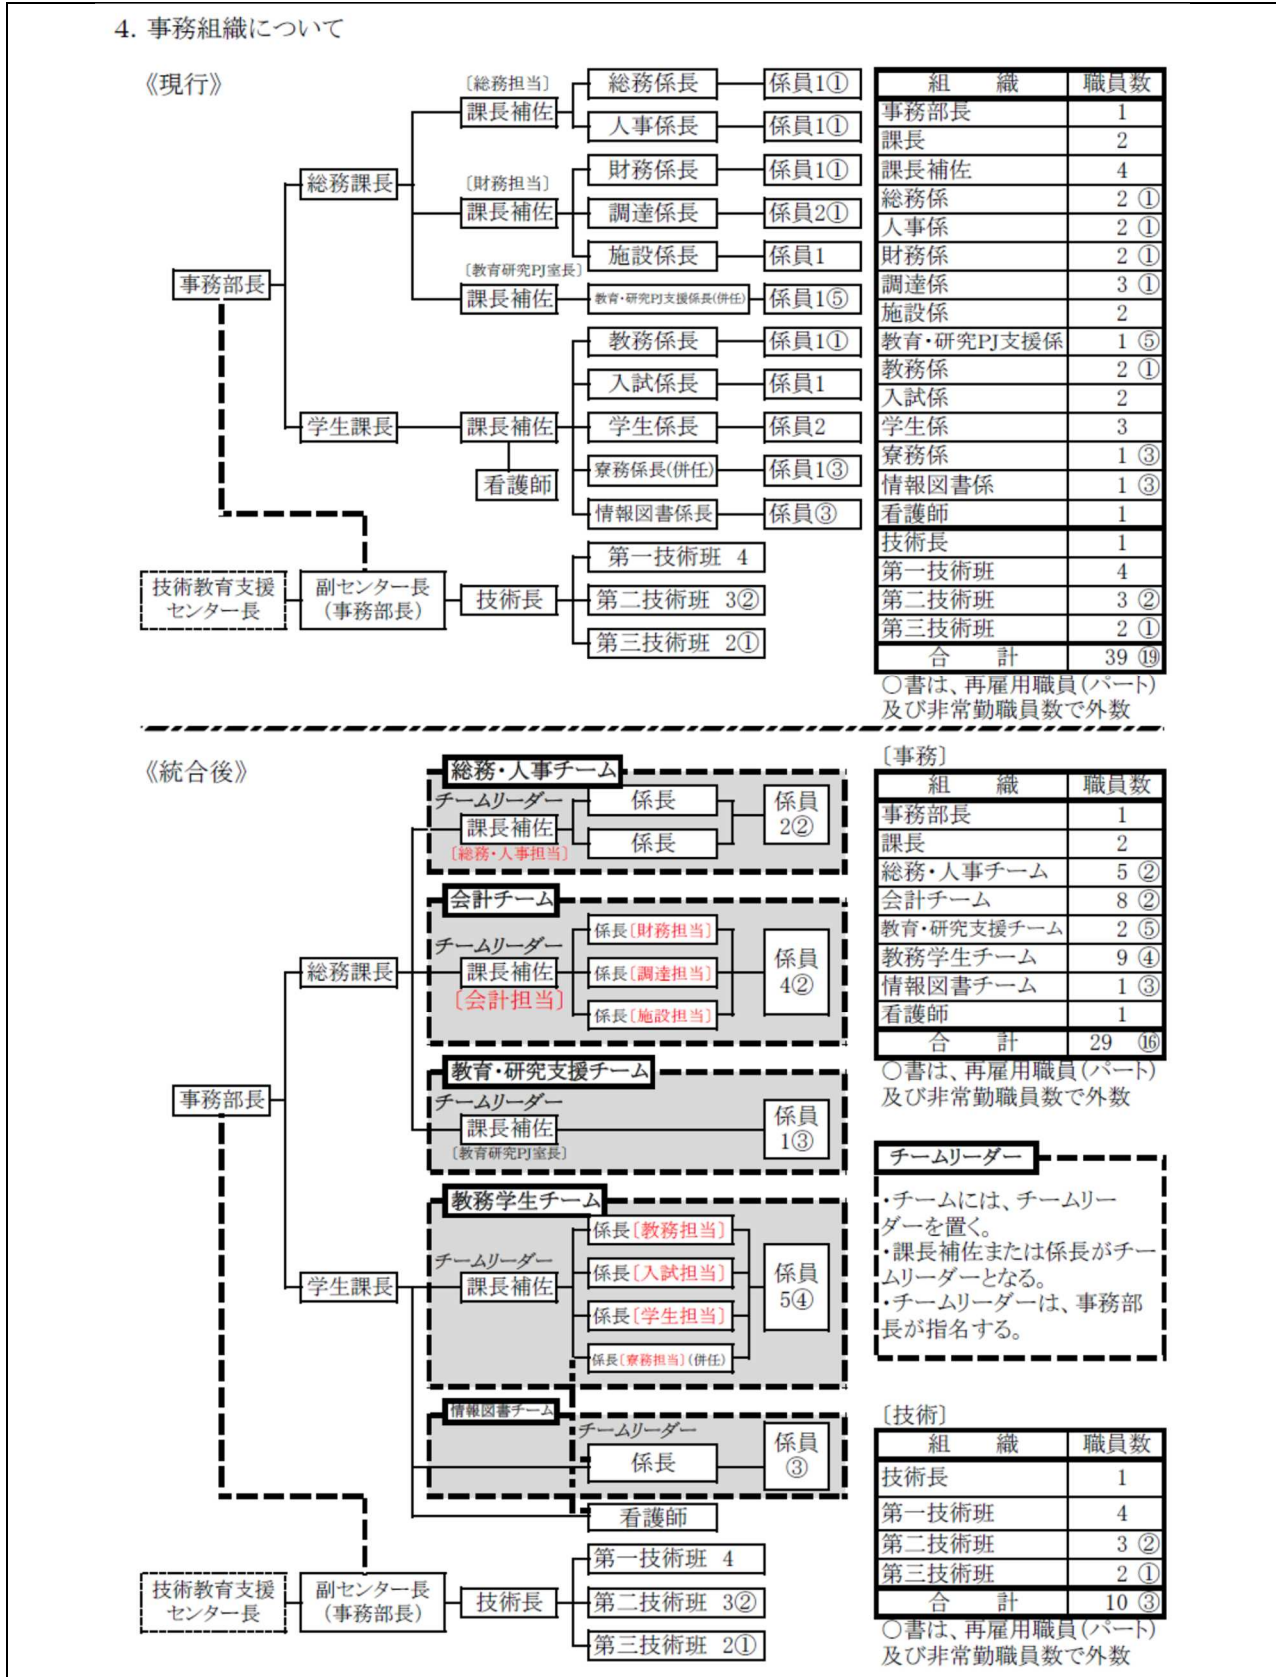 4. 事務組織について
《現行》
〔総務担当〕
課長補佐
総務係長
係員1①
人事係長
係員1①
総務課長
〔財務担当〕
課長補佐
財務係長
係員1①
調達係長
係員2①
施設係長
係員1
事務部長
〔教育研究PJ室長〕
課長補佐
教育・研究PJ支援係長(併任)
係員1⑤
教務係長
係員1①
入試係長
係員1
学生課長
課長補佐
学生係長
係員2
看護師
寮務係長(併任)
係員1③
情報図書係長
係員③
技術教育支援
センター長
副センター長
(事務部長)
技術長
第一技術班 4
第二技術班 3②
第三技術班 2①
組 織 職員数
事務部長 1
課長 2
課長補佐 4
総務係 2 ①
人事係 2 ①
財務係 2 ①
調達係 3 ①
施設係 2
教育・研究PJ支援係 1 ⑤
教務係 2 ①
入試係 2
学生係 3
寮務係 1 ③
情報図書係 1 ③
看護師 1
技術長 1
第一技術班 4
第二技術班 3 ②
第三技術班 2 ①
合 計 39 ⑲
○書は、再雇用職員(パート)
及び非常勤職員数で外数
《統合後》
総務・人事チーム
チームリーダー
課長補佐
〔総務・人事担当〕
係長
係長
係員
2②
会計チーム
チームリーダー
総務課長
課長補佐
〔会計担当〕
係長〔財務担当〕
係長〔調達担当〕
係長〔施設担当〕
係員
4②
事務部長
教育・研究支援チーム
チームリーダー
課長補佐
〔教育研究PJ室長〕
係員
1③
教務学生チーム
チームリーダー
学生課長
課長補佐
係長〔教務担当〕
係長〔入試担当〕
係長〔学生担当〕
係長〔寮務担当〕(併任)
係員
5④
情報図書チーム
チームリーダー
係長
係員
③
看護師
技術教育支援
センター長
副センター長
(事務部長)
技術長
第一技術班 4
第二技術班 3②
第三技術班 2①
〔事務〕
組 織 職員数
事務部長 1
課長 2
総務・人事チーム 5 ②
会計チーム 8 ②
教育・研究支援チーム 2 ⑤
教務学生チーム 9 ④
情報図書チーム 1 ③
看護師 1
合 計 29 ⑯
○書は、再雇用職員(パート)
及び非常勤職員数で外数
チームリーダー
・チームには、チームリー
ダーを置く。
・課長補佐または係長がチー
ムリーダーとなる。
・チームリーダーは、事務部
長が指名する。
〔技術〕
組 織 職員数
技術長 1
第一技術班 4
第二技術班 3 ②
第三技術班 2 ①
合 計 10 ③
○書は、再雇用職員(パート)
及び非常勤職員数で外数